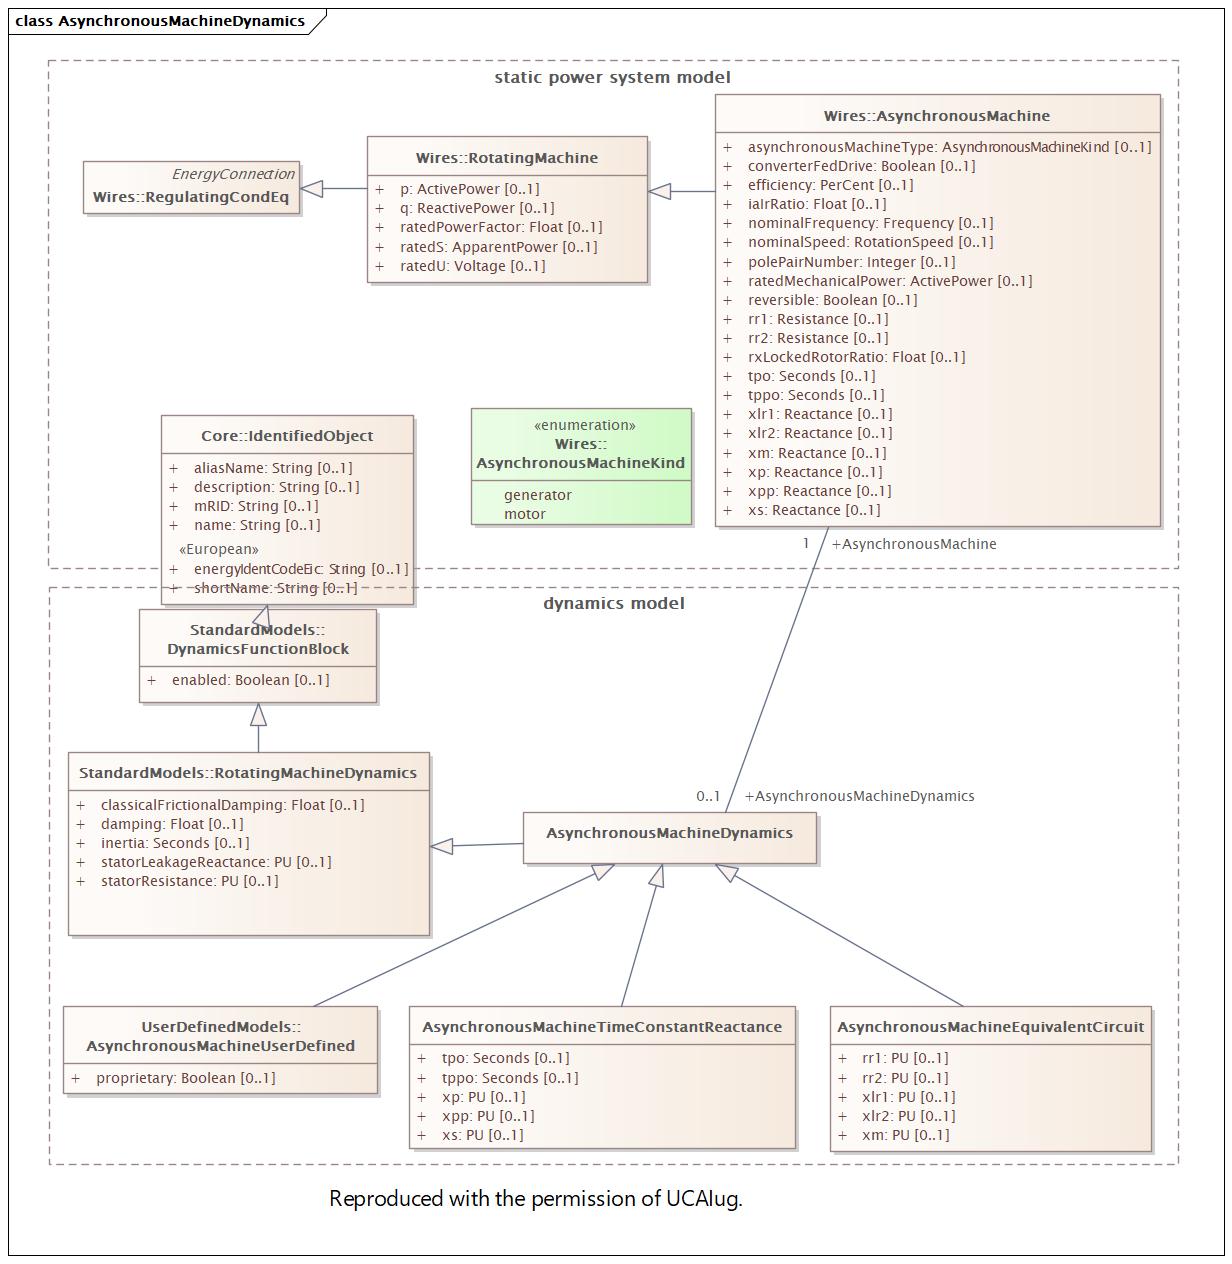 class AsynchronousMachineDynamics
static power system model
EnergyConnection
Wires::RegulatingCondEq
Wires::RotatingMachine
+ p: ActivePower [0..1]
+ q: ReactivePower [0..1]
+ ratedPowerFactor: Float [0..1]
+ ratedS: ApparentPower [0..1]
+ ratedU: Voltage [0..1]
Wires::AsynchronousMachine
+ asynchronousMachineType: AsynchronousMachineKind [0..1]
+ converterFedDrive: Boolean [0..1]
+ efficiency: PerCent [0..1]
+ iaIrRatio: Float [0..1]
+ nominalFrequency: Frequency [0..1]
+ nominalSpeed: RotationSpeed [0..1]
+ polePairNumber: Integer [0..1]
+ ratedMechanicalPower: ActivePower [0..1]
+ reversible: Boolean [0..1]
+ rr1: Resistance [0..1]
+ rr2: Resistance [0..1]
+ rxLockedRotorRatio: Float [0..1]
+ tpo: Seconds [0..1]
+ tppo: Seconds [0..1]
+ xlr1: Reactance [0..1]
+ xlr2: Reactance [0..1]
+ xm: Reactance [0..1]
+ xp: Reactance [0..1]
+ xpp: Reactance [0..1]
+ xs: Reactance [0..1]
Core::IdentifiedObject
+ aliasName: String [0..1]
+ description: String [0..1]
+ mRID: String [0..1]
+ name: String [0..1]
«European»
+ energyIdentCodeEic: String [0..1]
+ shortName: String [0..1]
«enumeration»
Wires::
AsynchronousMachineKind
generator
motor
1 +AsynchronousMachine
dynamics model
StandardModels::
DynamicsFunctionBlock
+ enabled: Boolean [0..1]
StandardModels::RotatingMachineDynamics
+ classicalFrictionalDamping: Float [0..1]
+ damping: Float [0..1]
+ inertia: Seconds [0..1]
+ statorLeakageReactance: PU [0..1]
+ statorResistance: PU [0..1]
0..1 +AsynchronousMachineDynamics
AsynchronousMachineDynamics
UserDefinedModels::
AsynchronousMachineUserDefined
+ proprietary: Boolean [0..1]
AsynchronousMachineTimeConstantReactance
+ tpo: Seconds [0..1]
+ tppo: Seconds [0..1]
+ xp: PU [0..1]
+ xpp: PU [0..1]
+ xs: PU [0..1]
AsynchronousMachineEquivalentCircuit
+ rr1: PU [0..1]
+ rr2: PU [0..1]
+ xlr1: PU [0..1]
+ xlr2: PU [0..1]
+ xm: PU [0..1]
Reproduced with the permission of UCAIug.